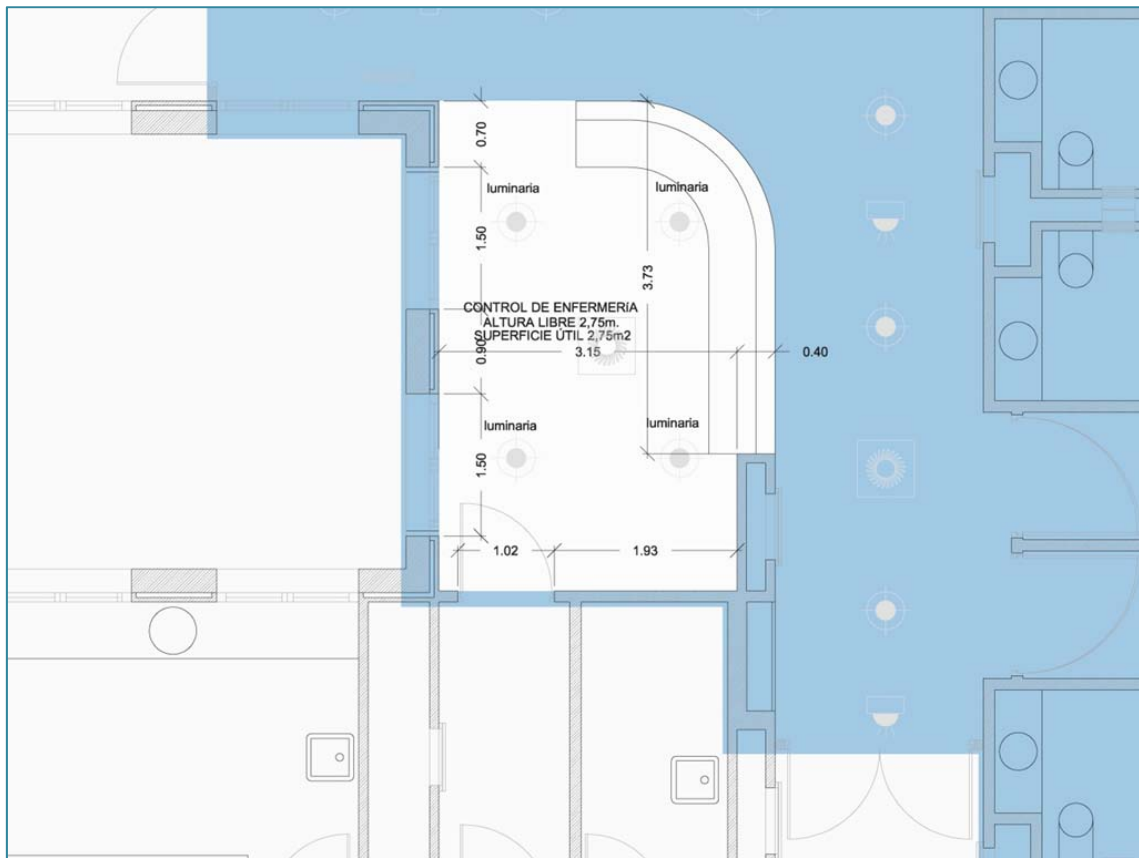 0.70
luminaria
luminaria
1.50
3.73
CONTROL DE ENFERMERÍA
ALTURA LIBRE 2,75m.
SUPERFICIE ÚTIL 2,75m2
0.90
3.15
0.40
luminaria
luminaria
1.50
1.02
1.93